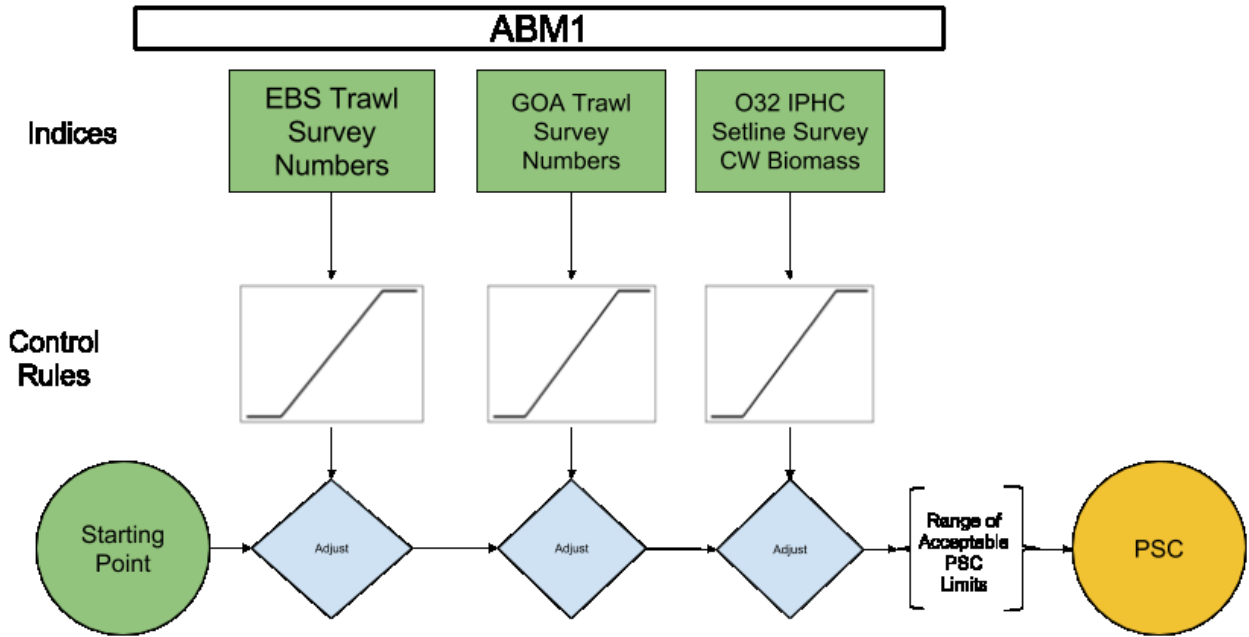 ABM1
Indices
EBS Trawl
Survey
Numbers
GOA Trawl
Survey
Numbers
O32 IPHC
Setline Survey
CW Biomass
Control
Rules
Starting
Point
Adjust
Adjust
Adjust
Range of
Acceptable
PSC
Limits
PSC